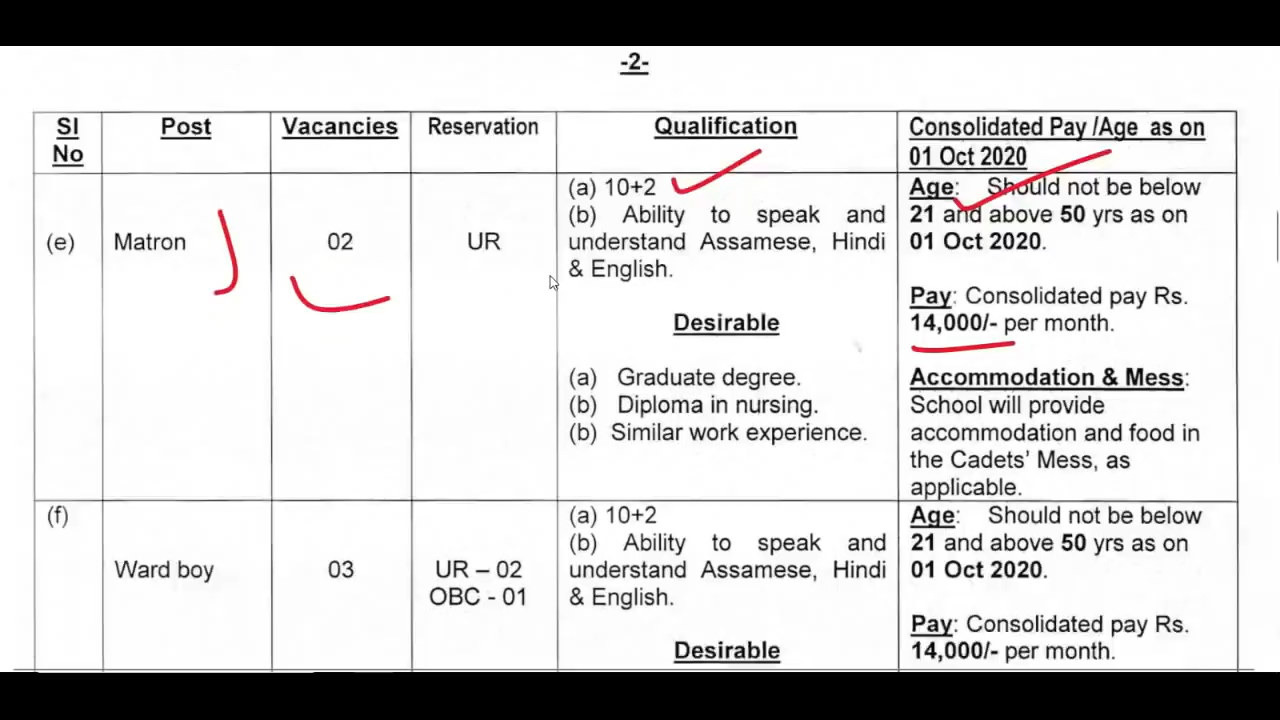 -2-
Sl No Post Vacancies Reservation Qualification Consolidated Pay /Age as on 01 Oct 2020
(e) Matron 02 UR
(a) 10+2
(b) Ability to speak and
understand Assamese, Hindi
& English.
Desirable
(a) Graduate degree.
(b) Diploma in nursing.
(b) Similar work experience.
Age: Should not be below
21 and above 50 yrs as on
01 Oct 2020.
Pay: Consolidated pay Rs.
14,000/- per month.
Accommodation & Mess:
School will provide
accommodation and food in
the Cadets' Mess, as
applicable.
(f) Ward boy 03 UR – 02
OBC - 01
(a) 10+2
(b) Ability to speak and
understand Assamese, Hindi
& English.
Desirable
Age: Should not be below
21 and above 50 yrs as on
01 Oct 2020.
Pay: Consolidated pay Rs.
14,000/- per month.